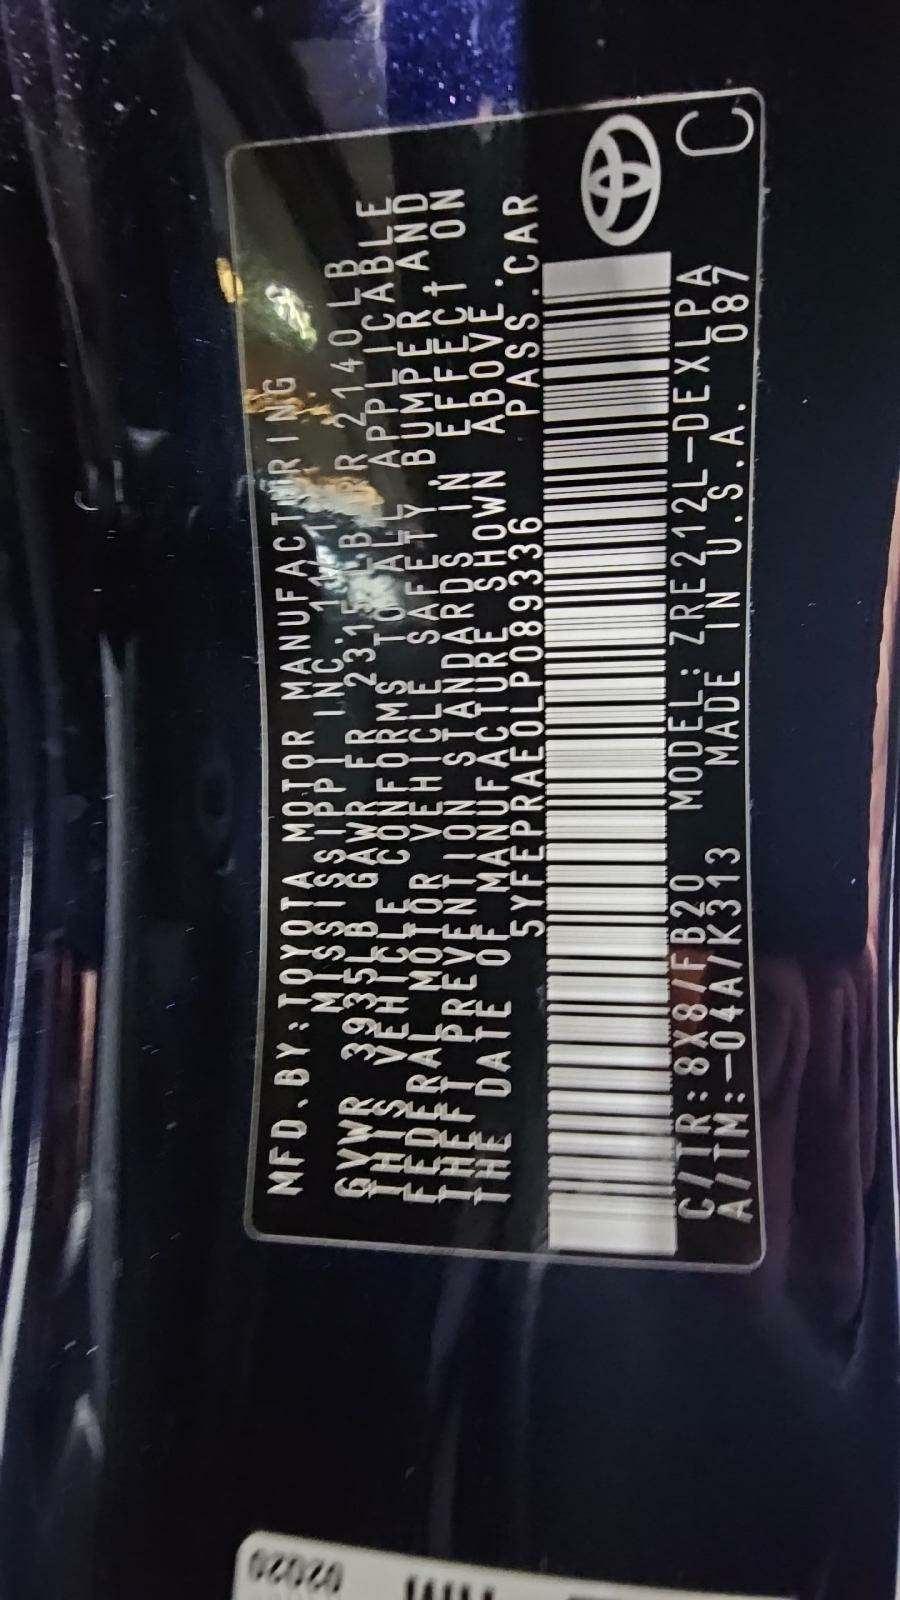 MFD.BY:TOYOTA MOTOR MANUFACTURING
MISSISSIPPI INC.
GVWR 3935LB GAWR FR 2315LB RR 2140LB
THIS VEHICLE CONFORMS TO ALL APPLICABLE
FEDERAL MOTOR VEHICLE SAFETY BUMPER AND
THEFT PREVENTION STANDARDS IN EFFECT ON
THE DATE OF MANUFACTURE SHOWN ABOVE.
5YFEPRAE0LP089336 PASS.CAR
C/TR:8X8/FB20 MODEL:ZRE212L-DEXLPA
A/TM:-04A/K313 MADE IN U.S.A. 087
C